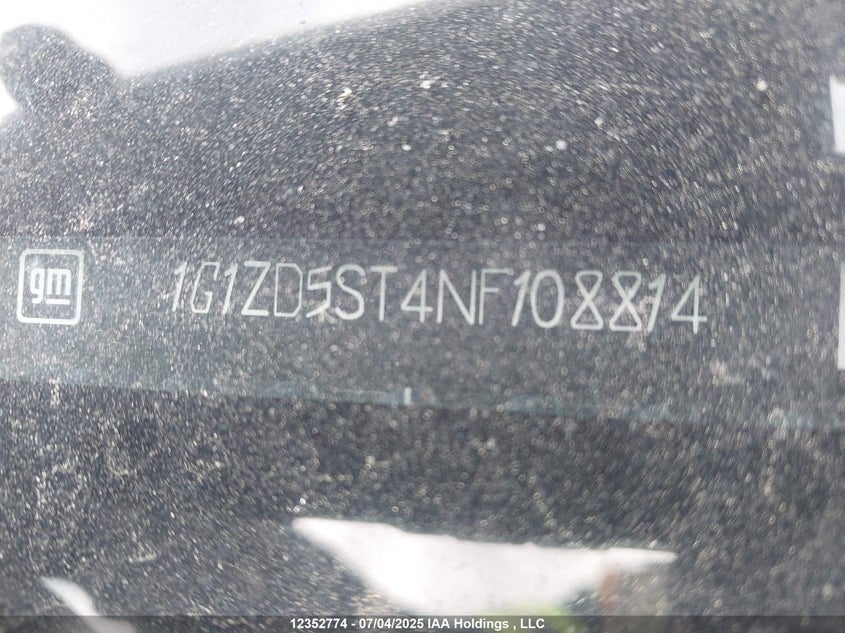 gm
1G1ZD5ST4NF108814
12352774 - 07/04/2025 IAA Holdings , LLC